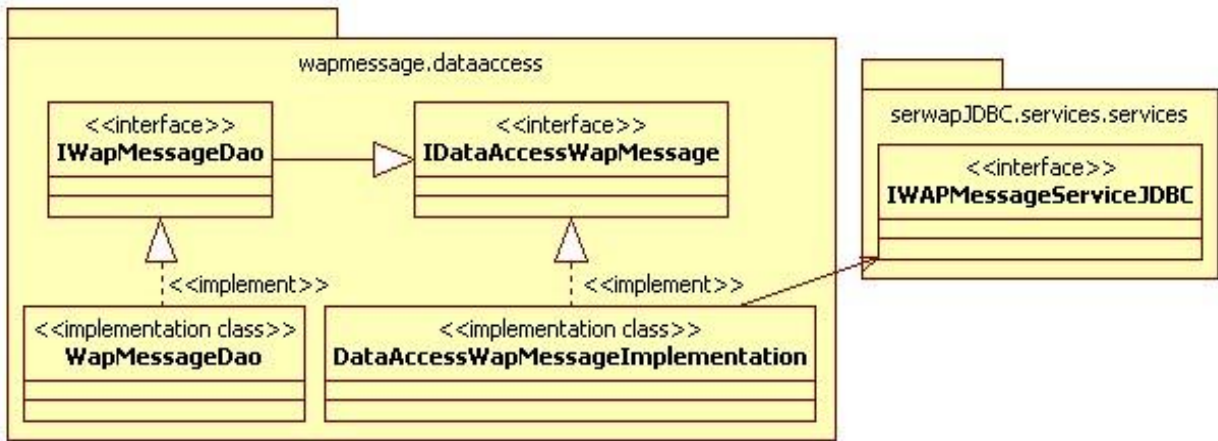 wapmessage.dataaccess
<<interface>>
IWapMessageDao
<<interface>>
IDataAccessWapMessage
<<implement>>
<<implement>>
<<implementation class>>
WapMessageDao
<<implementation class>>
DataAccessWapMessageImplementation
serwapJDBC.services.services
<<interface>>
IWAPMessageServiceJDBC